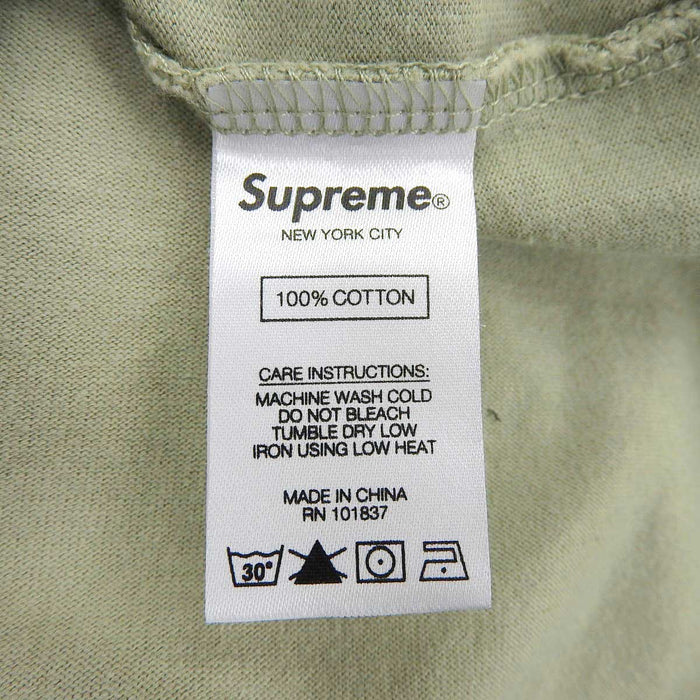 Supreme®
NEW YORK CITY
100% COTTON
CARE INSTRUCTIONS:
MACHINE WASH COLD
DO NOT BLEACH
TUMBLE DRY LOW
IRON USING LOW HEAT
MADE IN CHINA
RN 101837
30°